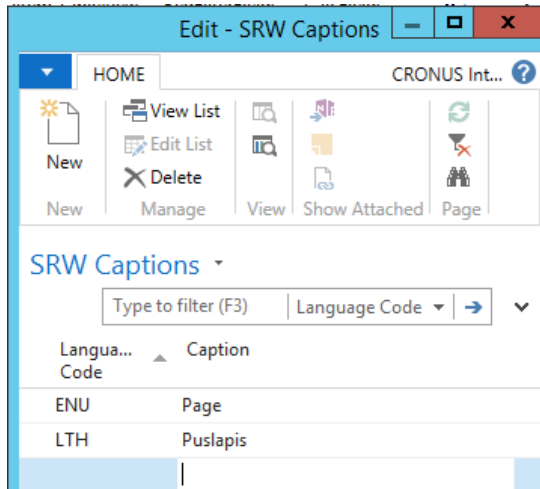 Edit - SRW Captions
HOME
CRONUS Int...
New
View List
Edit List
Delete
New
Manage
View
Show Attached
Page
SRW Captions
Type to filter (F3)
Language Code
Langua... Code
Caption
ENU
Page
LTH
Puslapis